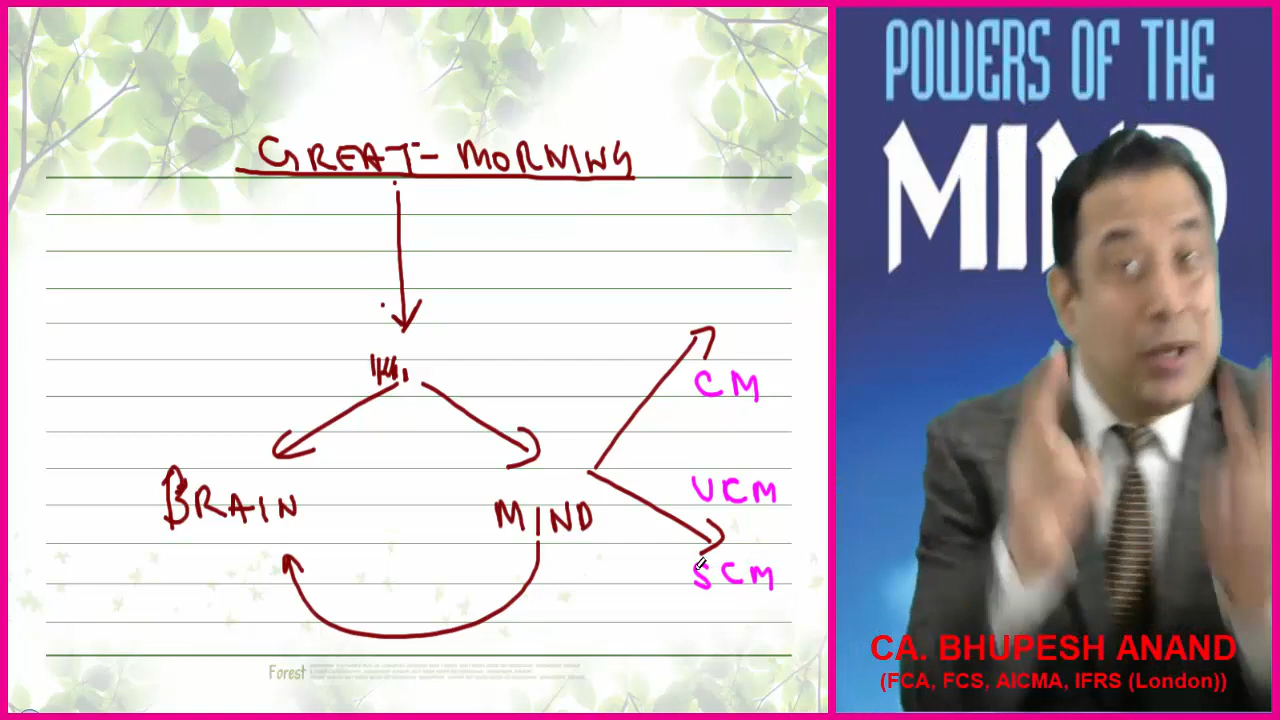 GREAT-MORNING
BRAIN
MIND
CM
UCM
SCM
Forest
POWERS OF THE
MIND
CA. BHUPESH ANAND
(FCA, FCS, AICMA, IFRS (London))